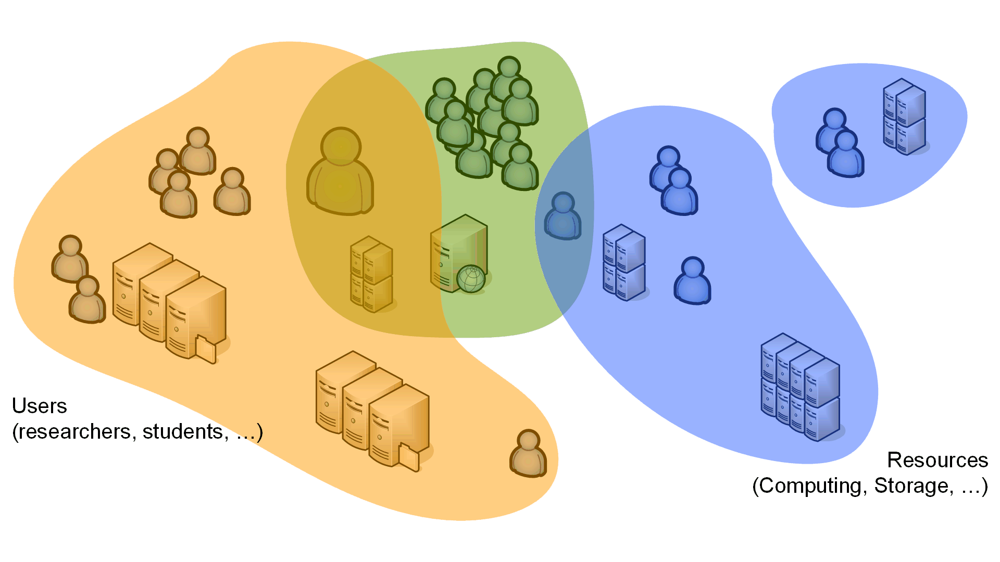 Users
(researchers, students, …)
Resources
(Computing, Storage, …)